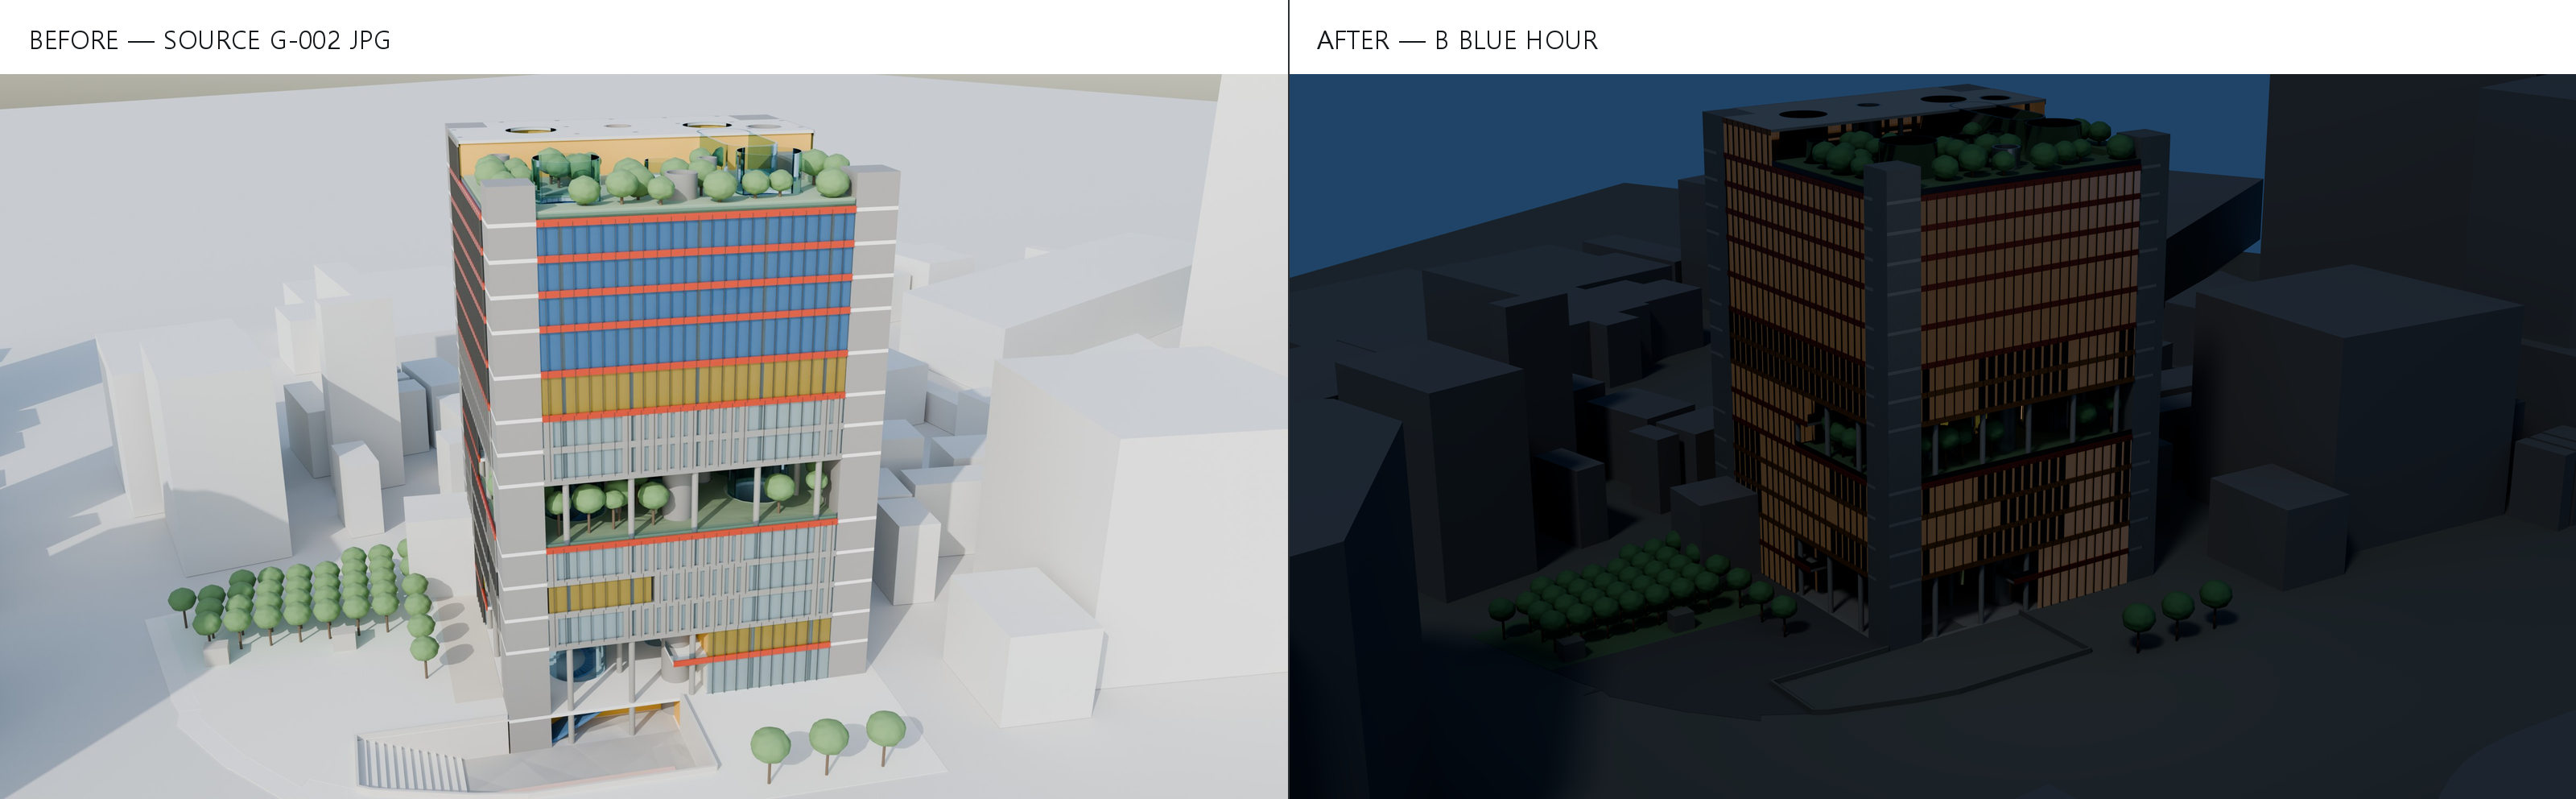 BEFORE — SOURCE G-002 JPG
AFTER — B BLUE HOUR